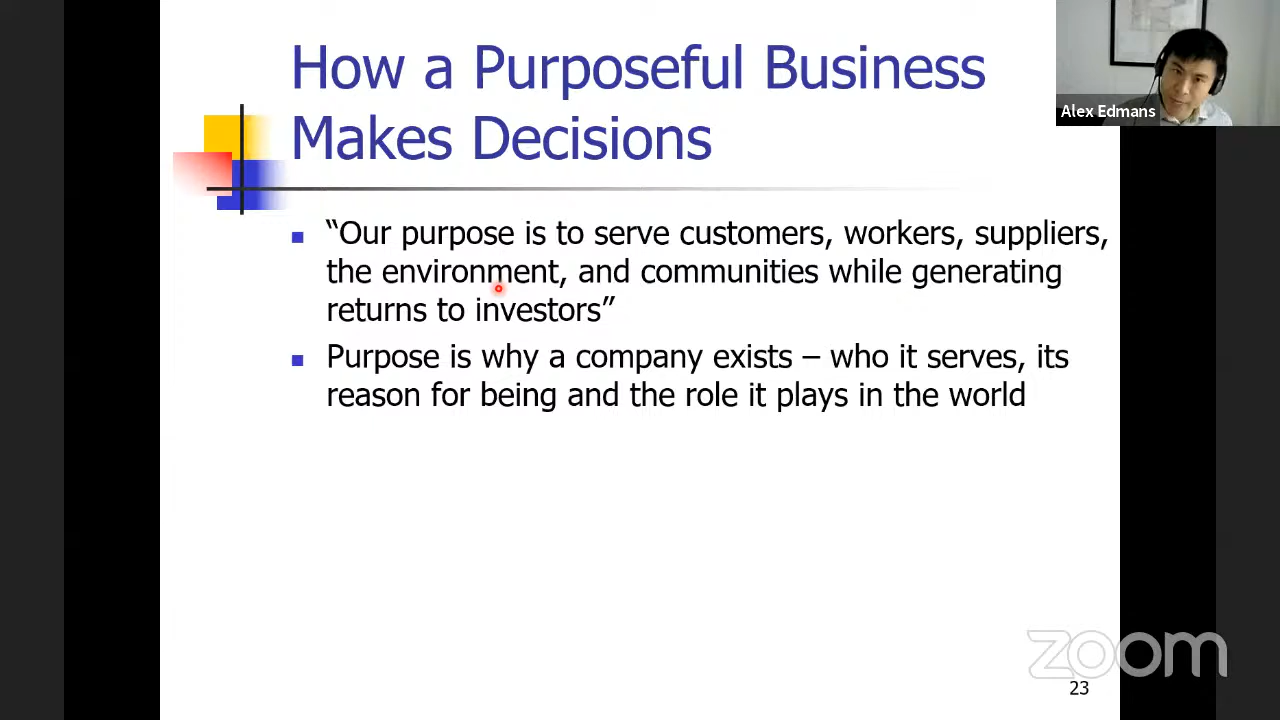 How a Purposeful Business
Makes Decisions
Alex Edmans
“Our purpose is to serve customers, workers, suppliers,
the environment, and communities while generating
returns to investors”
Purpose is why a company exists – who it serves, its
reason for being and the role it plays in the world
zoom
23